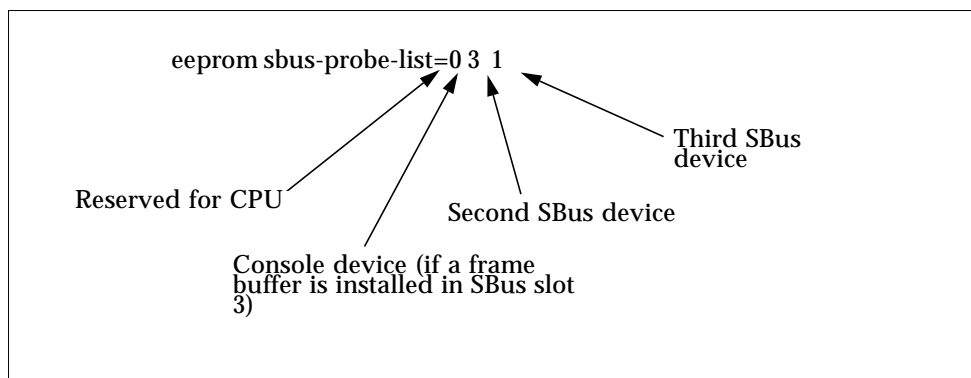 eeprom sbus-probe-list=0 3 1
Third SBus
device
Reserved for CPU
Second SBus device
Console device (if a frame
buffer is installed in SBus slot
3)